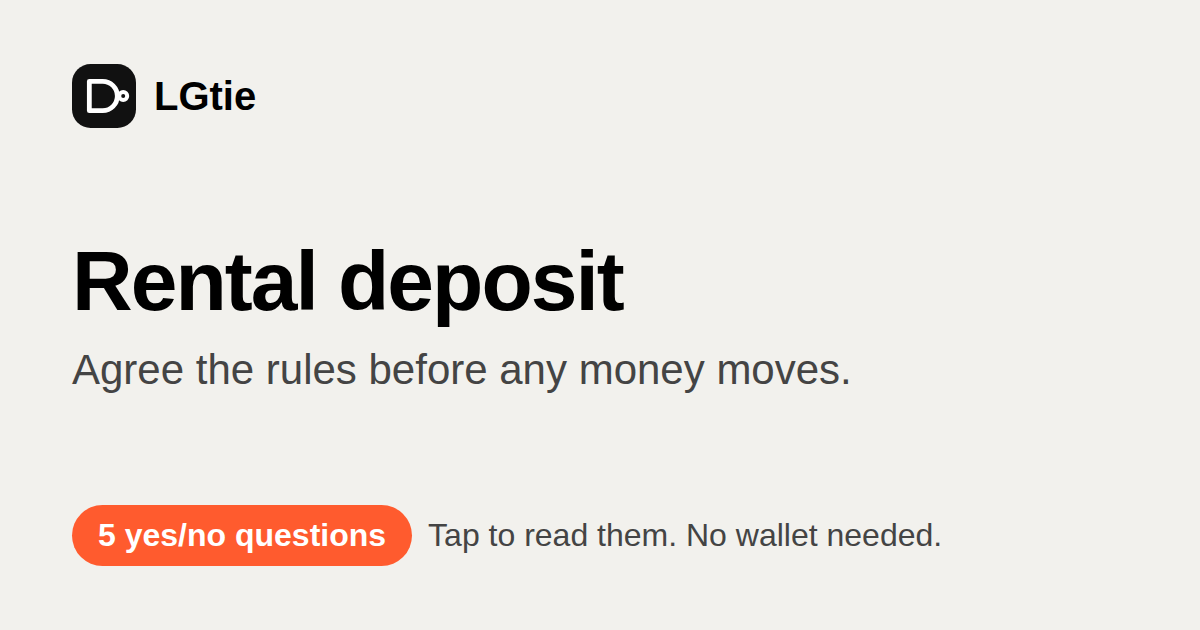 LGtie
Rental deposit
Agree the rules before any money moves.
5 yes/no questions Tap to read them. No wallet needed.